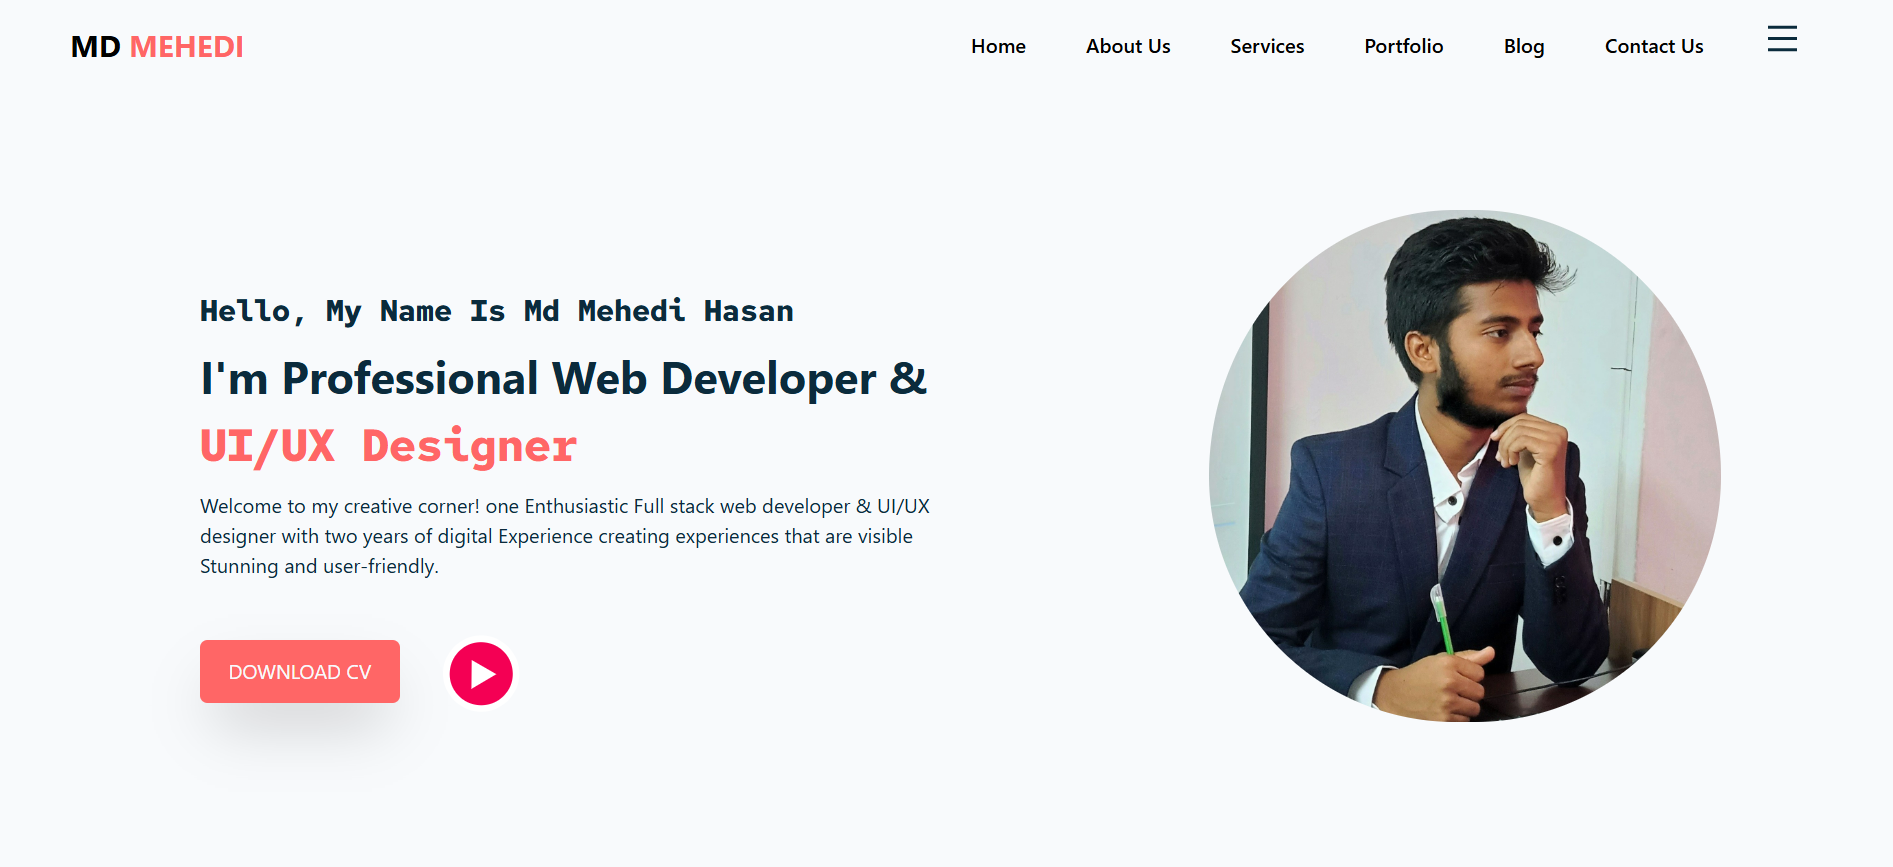 MD MEHEDI
Home About Us Services Portfolio Blog Contact Us
Hello, My Name Is Md Mehedi Hasan
I'm Professional Web Developer &
UI/UX Designer
Welcome to my creative corner! one Enthusiastic Full stack web developer & UI/UX
designer with two years of digital Experience creating experiences that are visible
Stunning and user-friendly.
DOWNLOAD CV